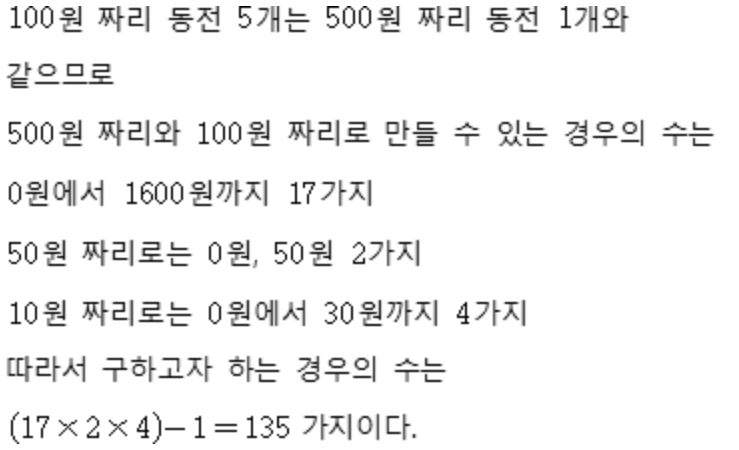 100원 짜리 동전 5개는 500원 짜리 동전 1개와
같으므로
500원 짜리와 100원 짜리로 만들 수 있는 경우의 수는
0원에서 1600원까지 17가지
50원 짜리로는 0원, 50원 2가지
10원 짜리로는 0원에서 30원까지 4가지
따라서 구하고자 하는 경우의 수는
(17×2×4)−1=135 가지이다.